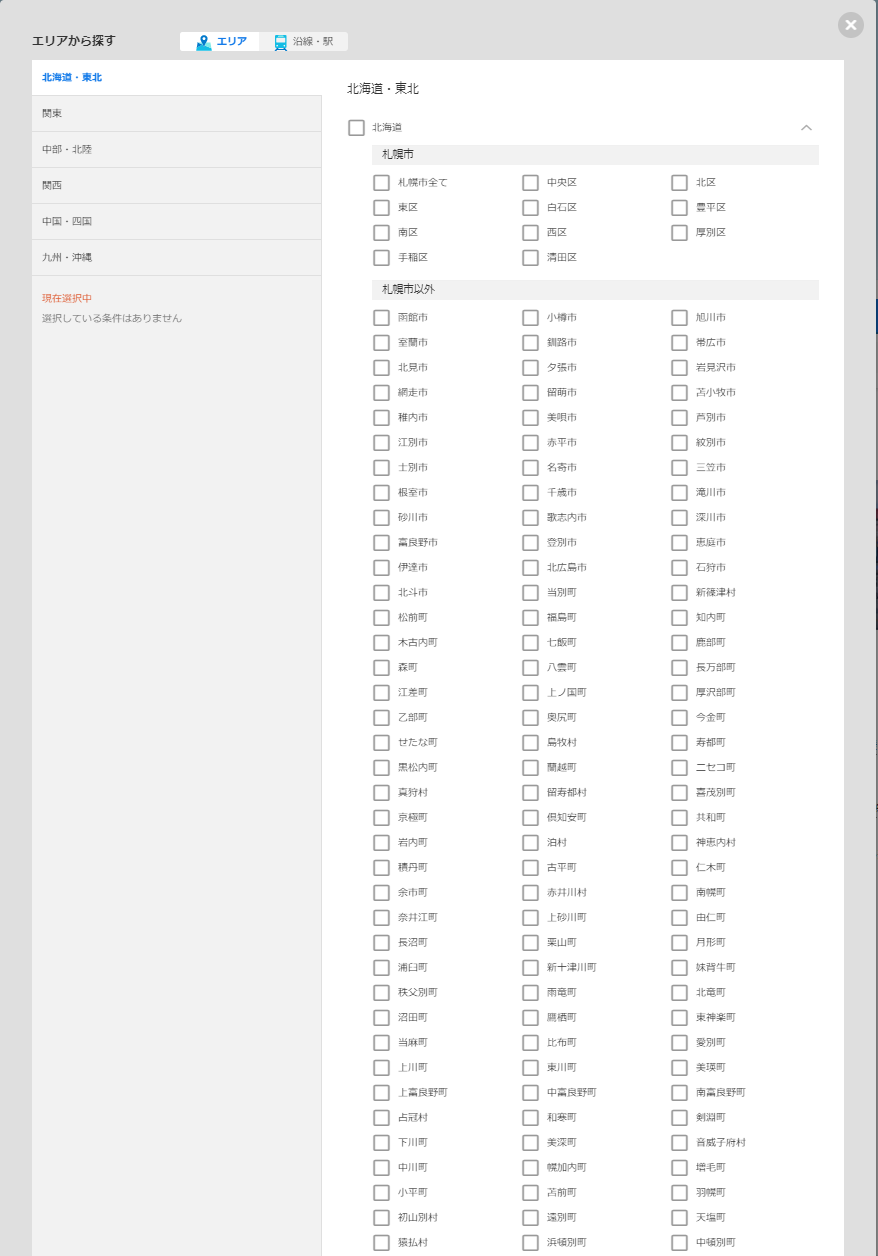 エリアから探す
エリア
沿線・駅
北海道・東北
関東
中部・北陸
関西
中国・四国
九州・沖縄
現在選択中
選択している条件はありません
北海道・東北
北海道
札幌市
札幌市全て 中央区 北区
東区 白石区 豊平区
南区 西区 厚別区
手稲区 清田区
札幌市以外
函館市 小樽市 旭川市
室蘭市 釧路市 帯広市
北見市 夕張市 岩見沢市
網走市 留萌市 苫小牧市
稚内市 美唄市 芦別市
江別市 赤平市 紋別市
士別市 名寄市 三笠市
根室市 千歳市 滝川市
砂川市 歌志内市 深川市
富良野市 登別市 恵庭市
伊達市 北広島市 石狩市
北斗市 当別町 新篠津村
松前町 福島町 知内町
木古内町 七飯町 鹿部町
森町 八雲町 長万部町
江差町 上ノ国町 厚沢部町
乙部町 奥尻町 今金町
せたな町 島牧村 寿都町
黒松内町 蘭越町 ニセコ町
真狩村 留寿都村 喜茂別町
京極町 倶知安町 共和町
岩内町 泊村 神恵内村
積丹町 古平町 仁木町
余市町 赤井川村 南幌町
奈井江町 上砂川町 由仁町
長沼町 栗山町 月形町
浦臼町 新十津川町 妹背牛町
秩父別町 雨竜町 北竜町
沼田町 鷹栖町 東神楽町
当麻町 比布町 愛別町
上川町 東川町 美瑛町
上富良野町 中富良野町 南富良野町
占冠村 和寒町 剣淵町
下川町 美深町 音威子府村
中川町 幌加内町 増毛町
小平町 苫前町 羽幌町
初山別村 遠別町 天塩町
猿払村 浜頓別町 中頓別町